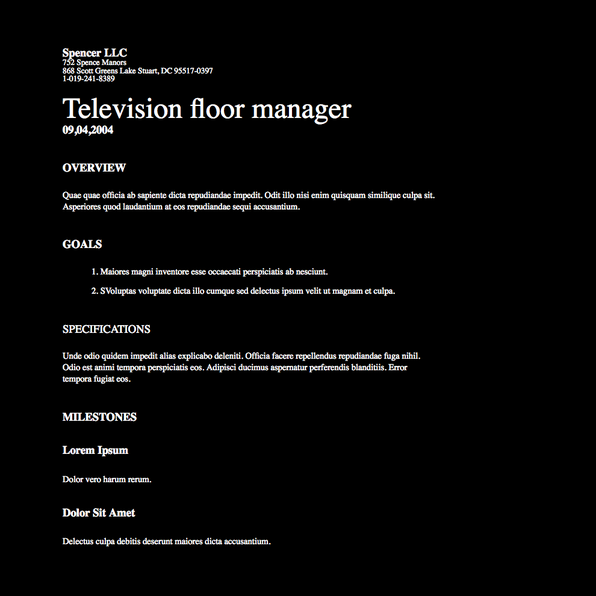 Spencer LLC
752 Spence Manors
868 Scott Greens Lake Stuart, DC 95517-0397
1-019-241-8389
Television floor manager
09,04,2004
OVERVIEW
Quae quae officia ab sapiente dicta repudiandae impedit. Odit illo nisi enim quisquam similique culpa sit.
Asperiores quod laudantium at eos repudiandae sequi accusantium.
GOALS
1. Maiores magni inventore esse occaecati perspiciatis ab nesciunt.
2. SVoluptas voluptate dicta illo cumque sed delectus ipsum velit ut magnam et culpa.
SPECIFICATIONS
Unde odio quidem impedit alias explicabo deleniti. Officia facere repellendus repudiandae fuga nihil.
Odio est animi tempora perspiciatis eos. Adipisci ducimus aspernatur perferendis blanditiis. Error
tempora fugiat eos.
MILESTONES
Lorem Ipsum
Dolor vero harum rerum.
Dolor Sit Amet
Delectus culpa debitis deserunt maiores dicta accusantium.